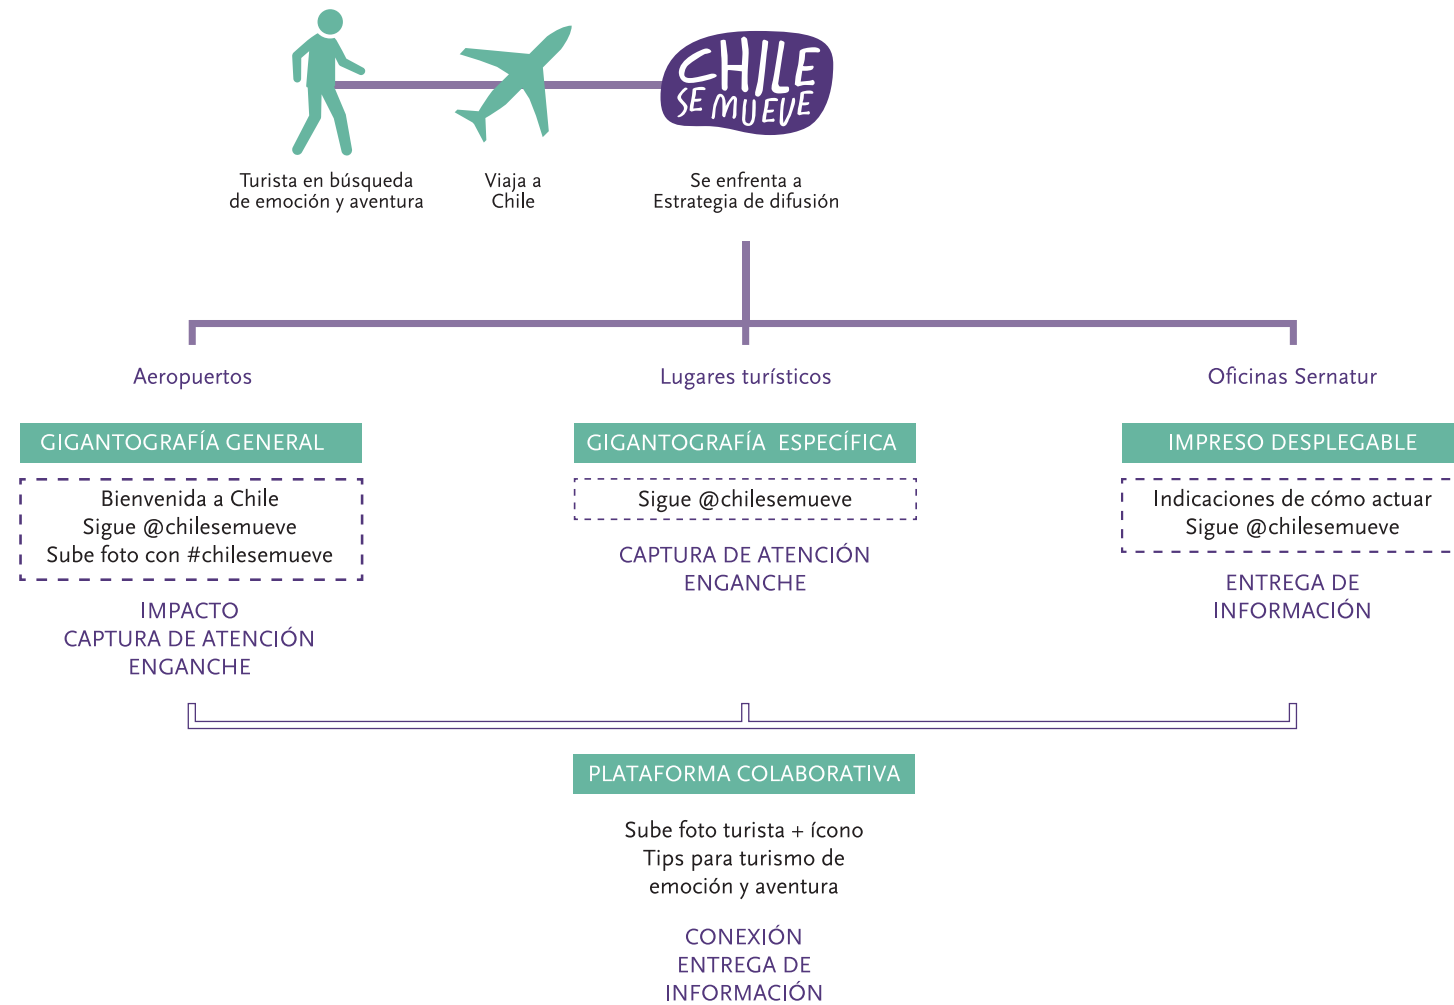 CHILE
SE MUEVE
Turista en búsqueda
de emoción y aventura
Viaja a
Chile
Se enfrenta a
Estrategia de difusión
Aeropuertos
Lugares turísticos
Oficinas Sernatur
GIGANTOGRAFÍA GENERAL
GIGANTOGRAFÍA ESPECÍFICA
IMPRESO DESPLEGABLE
Bienvenida a Chile
Sigue @chilesemueve
Sube foto con #chilesemueve
Sigue @chilesemueve
Indicaciones de cómo actuar
Sigue @chilesemueve
IMPACTO
CAPTURA DE ATENCIÓN
ENGANCHE
CAPTURA DE ATENCIÓN
ENGANCHE
ENTREGA DE
INFORMACIÓN
PLATAFORMA COLABORATIVA
Sube foto turista + ícono
Tips para turismo de
emoción y aventura
CONEXIÓN
ENTREGA DE
INFORMACIÓN